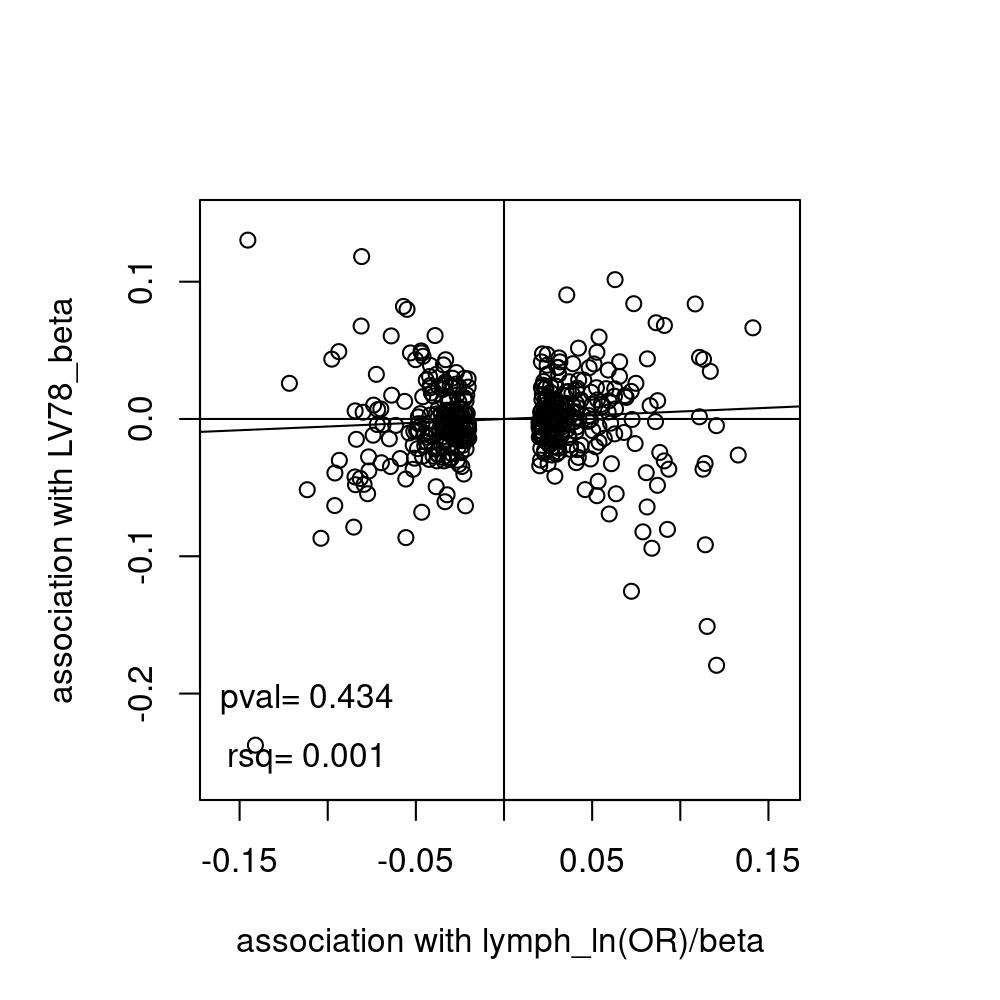 association with LV78_beta
0.1
0.0
-0.1
-0.2
pval= 0.434
rsq= 0.001
-0.15 -0.05 0.05 0.15
association with lymph_ln(OR)/beta